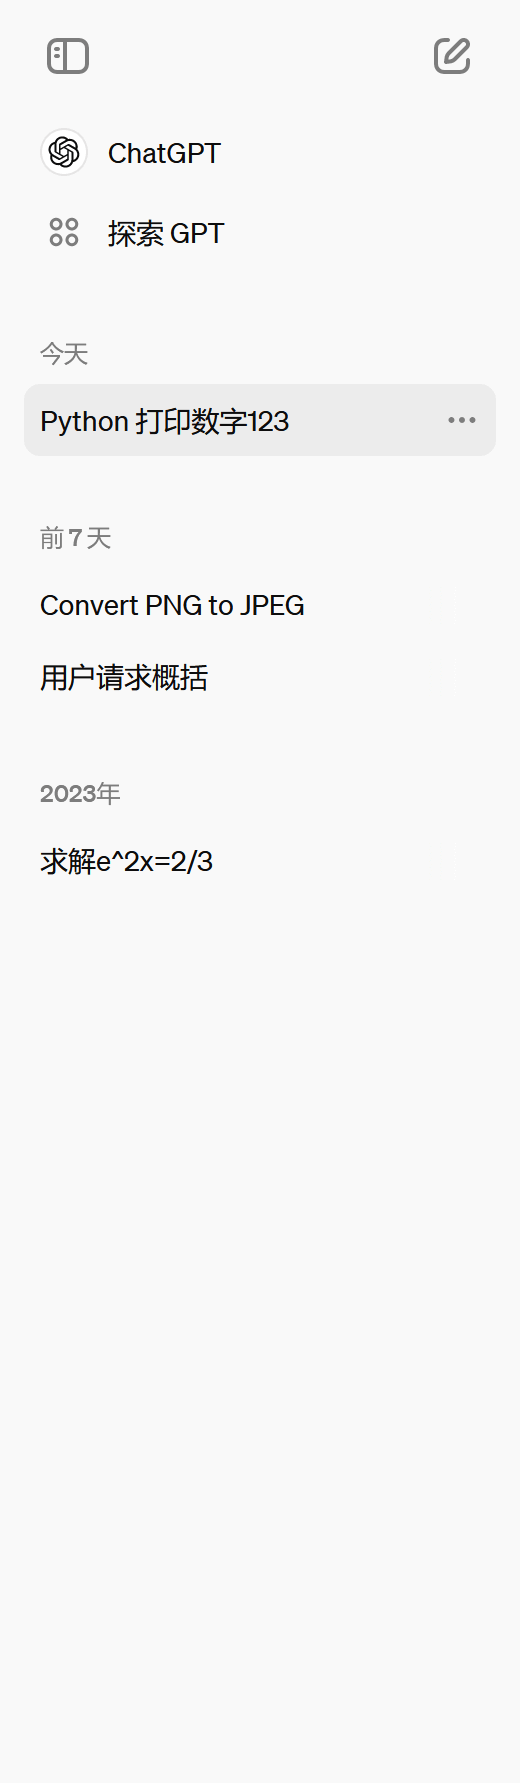 ChatGPT
探索 GPT
今天
Python 打印数字123
前 7 天
Convert PNG to JPEG
用户请求概括
2023年
求解e^2x=2/3